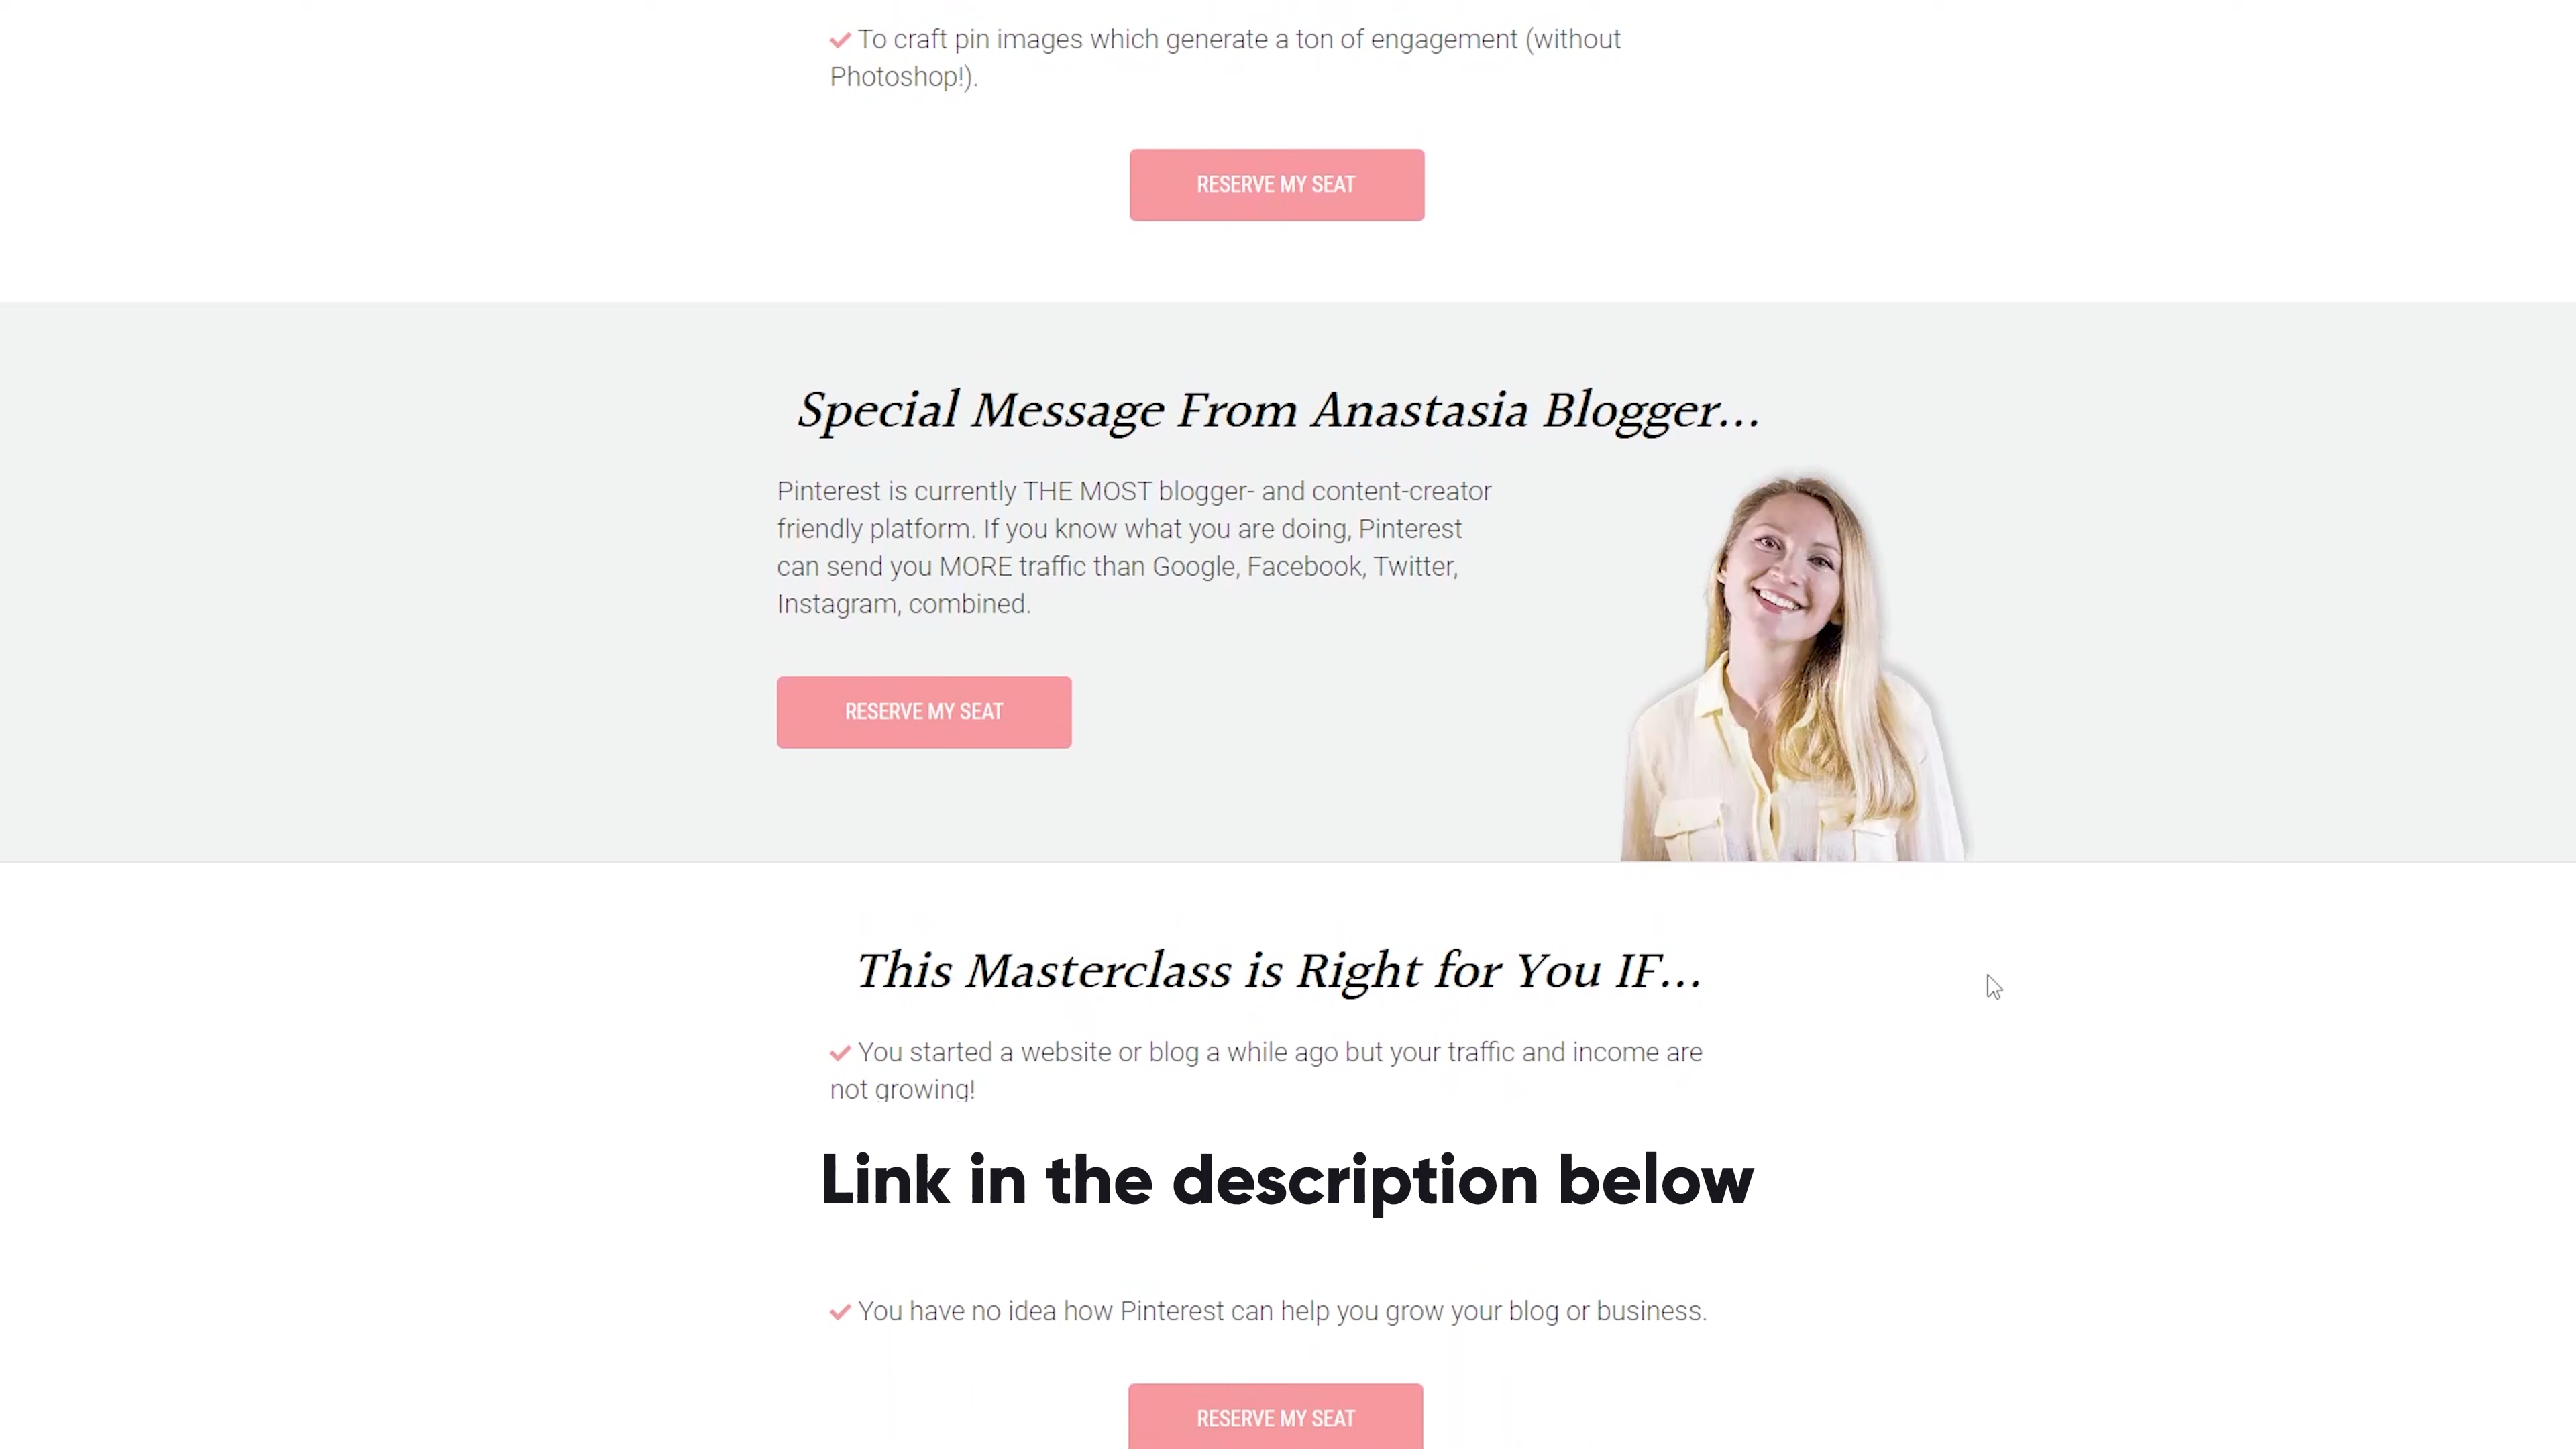 To craft pin images which generate a ton of engagement (without
Photoshop!).
RESERVE MY SEAT
Special Message From Anastasia Blogger...
Pinterest is currently THE MOST blogger- and content-creator
friendly platform. If you know what you are doing, Pinterest
can send you MORE traffic than Google, Facebook, Twitter,
Instagram, combined.
RESERVE MY SEAT
This Masterclass is Right for You IF...
You started a website or blog a while ago but your traffic and income are
not growing!
Link in the description below
You have no idea how Pinterest can help you grow your blog or business.
RESERVE MY SEAT